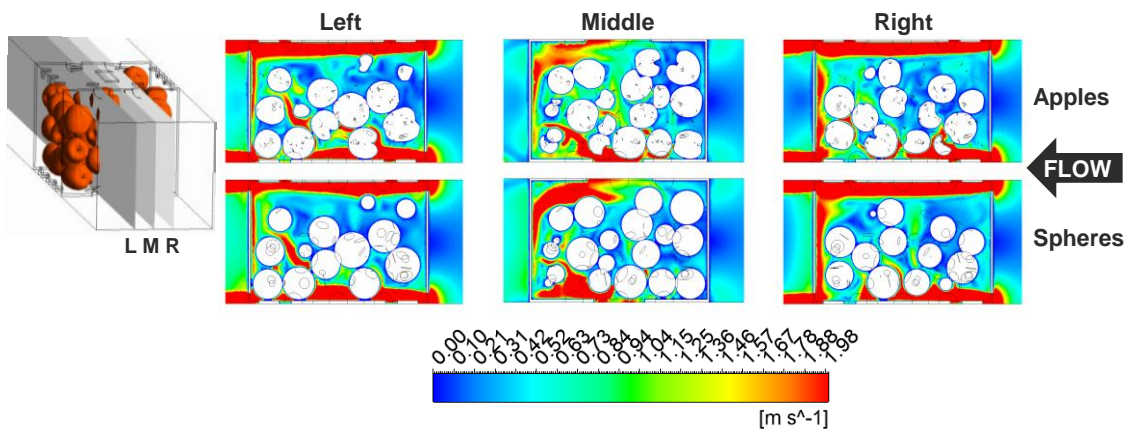 Left
Middle
Right
Apples
FLOW
L M R
Spheres
0.00
0.10
0.21
0.31
0.42
0.52
0.63
0.73
0.84
0.94
1.04
1.15
1.25
1.36
1.46
1.57
1.67
1.78
1.88
1.98
[m s^-1]